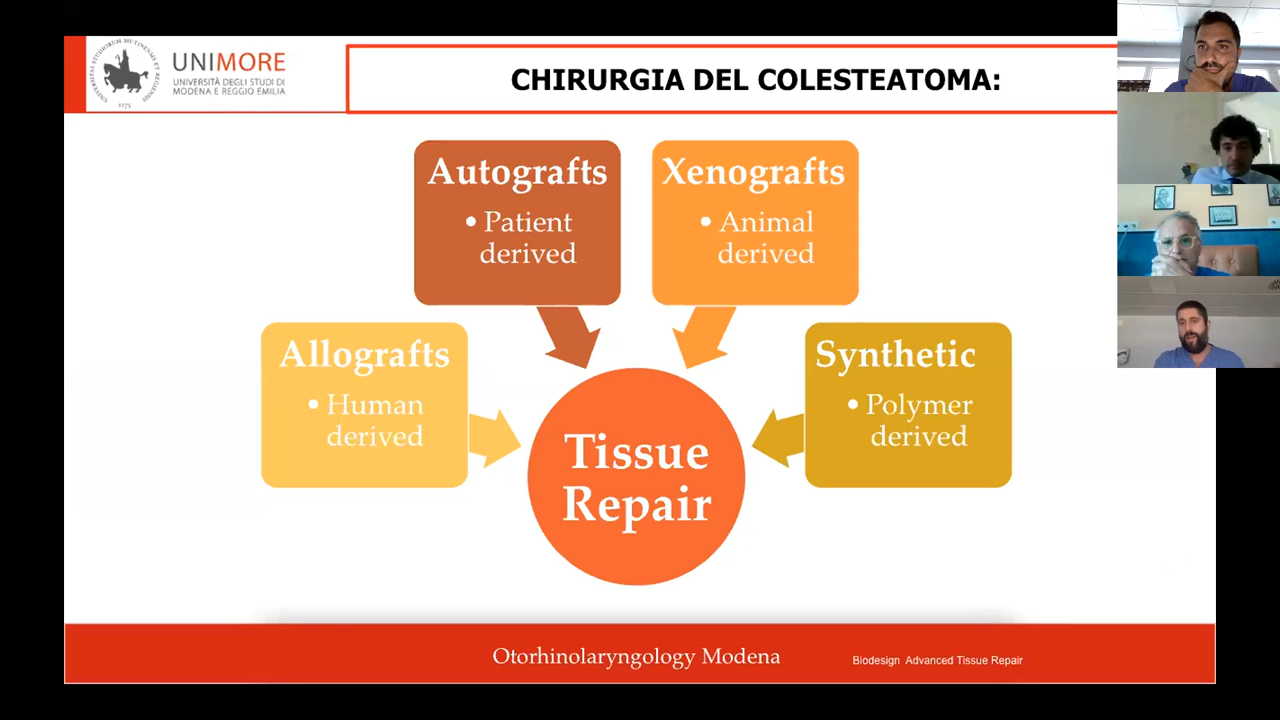 UNIMORE
UNIVERSITÀ DEGLI STUDI DI
MODENA E REGGIO EMILIA
1175
CHIRURGIA DEL COLESTEATOMA:
Autografts
• Patient
derived
Xenografts
• Animal
derived
Allografts
• Human
derived
Synthetic
• Polymer
derived
Tissue
Repair
Otorhinolaryngology Modena
Biodesign Advanced Tissue Repair